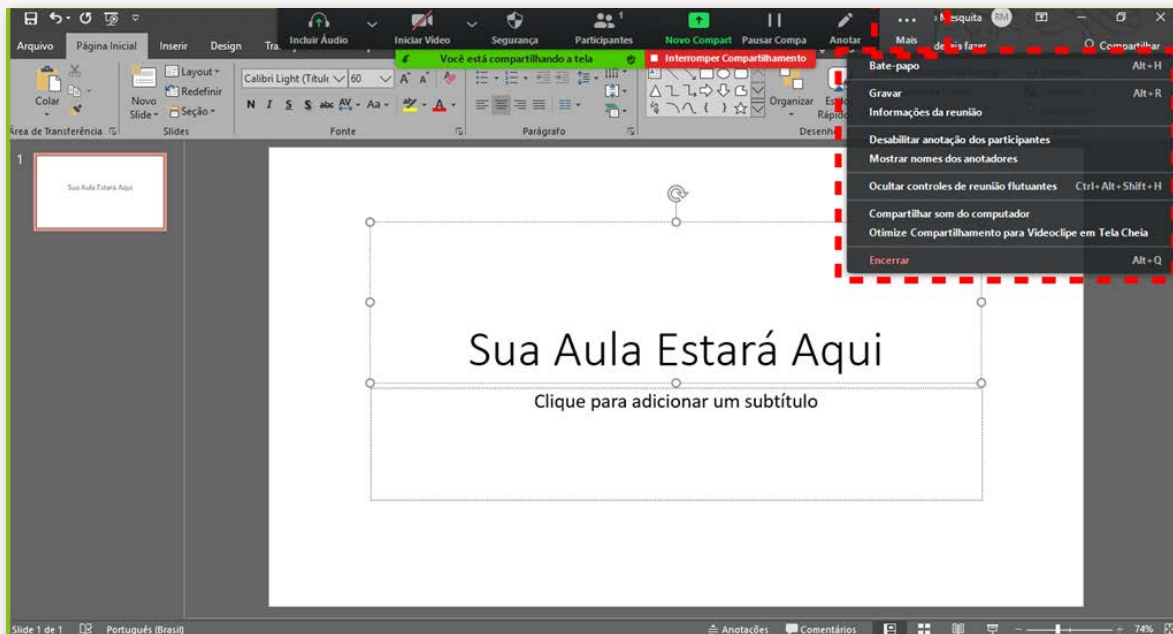 Mesquita RM
Incluir Áudio Iniciar Vídeo Segurança Participantes 1 Novo Compart Pausar Compa Anotar Mais
Arquivo Página Inicial Inserir Design Compartilhar
Você está compartilhando a tela Interromper Compartilhamento
Colar
Novo Slide
Layout
Redefinir
Seção
Calibri Light (Títulc 60 A A
N I S S abc AV Aa A
Organizar
Área de Transferência Slides Fonte Parágrafo
Bate-papo Alt+H
Gravar Alt+R
Informações da reunião
Desabilitar anotação dos participantes
Mostrar nomes dos anotadores
Ocultar controles de reunião flutuantes Ctrl+Alt+Shift+H
Compartilhar som do computador
Otimize Compartilhamento para Videoclipe em Tela Cheia
Encerrar Alt+Q
1
Sua Aula Estará Aqui
Sua Aula Estará Aqui
Clique para adicionar um subtítulo
Slide 1 de 1 Português (Brasil) Anotações Comentários 74%